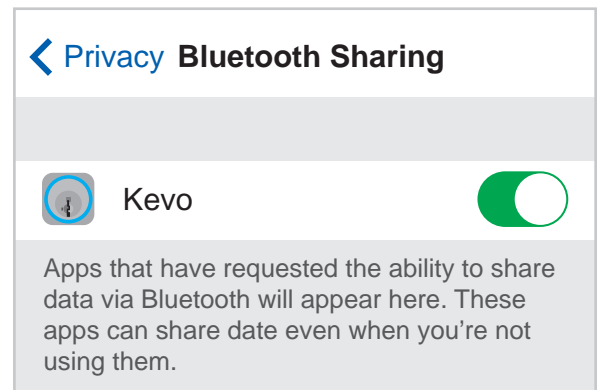 Privacy Bluetooth Sharing
Kevo
Apps that have requested the ability to share
data via Bluetooth will appear here. These
apps can share date even when you're not
using them.